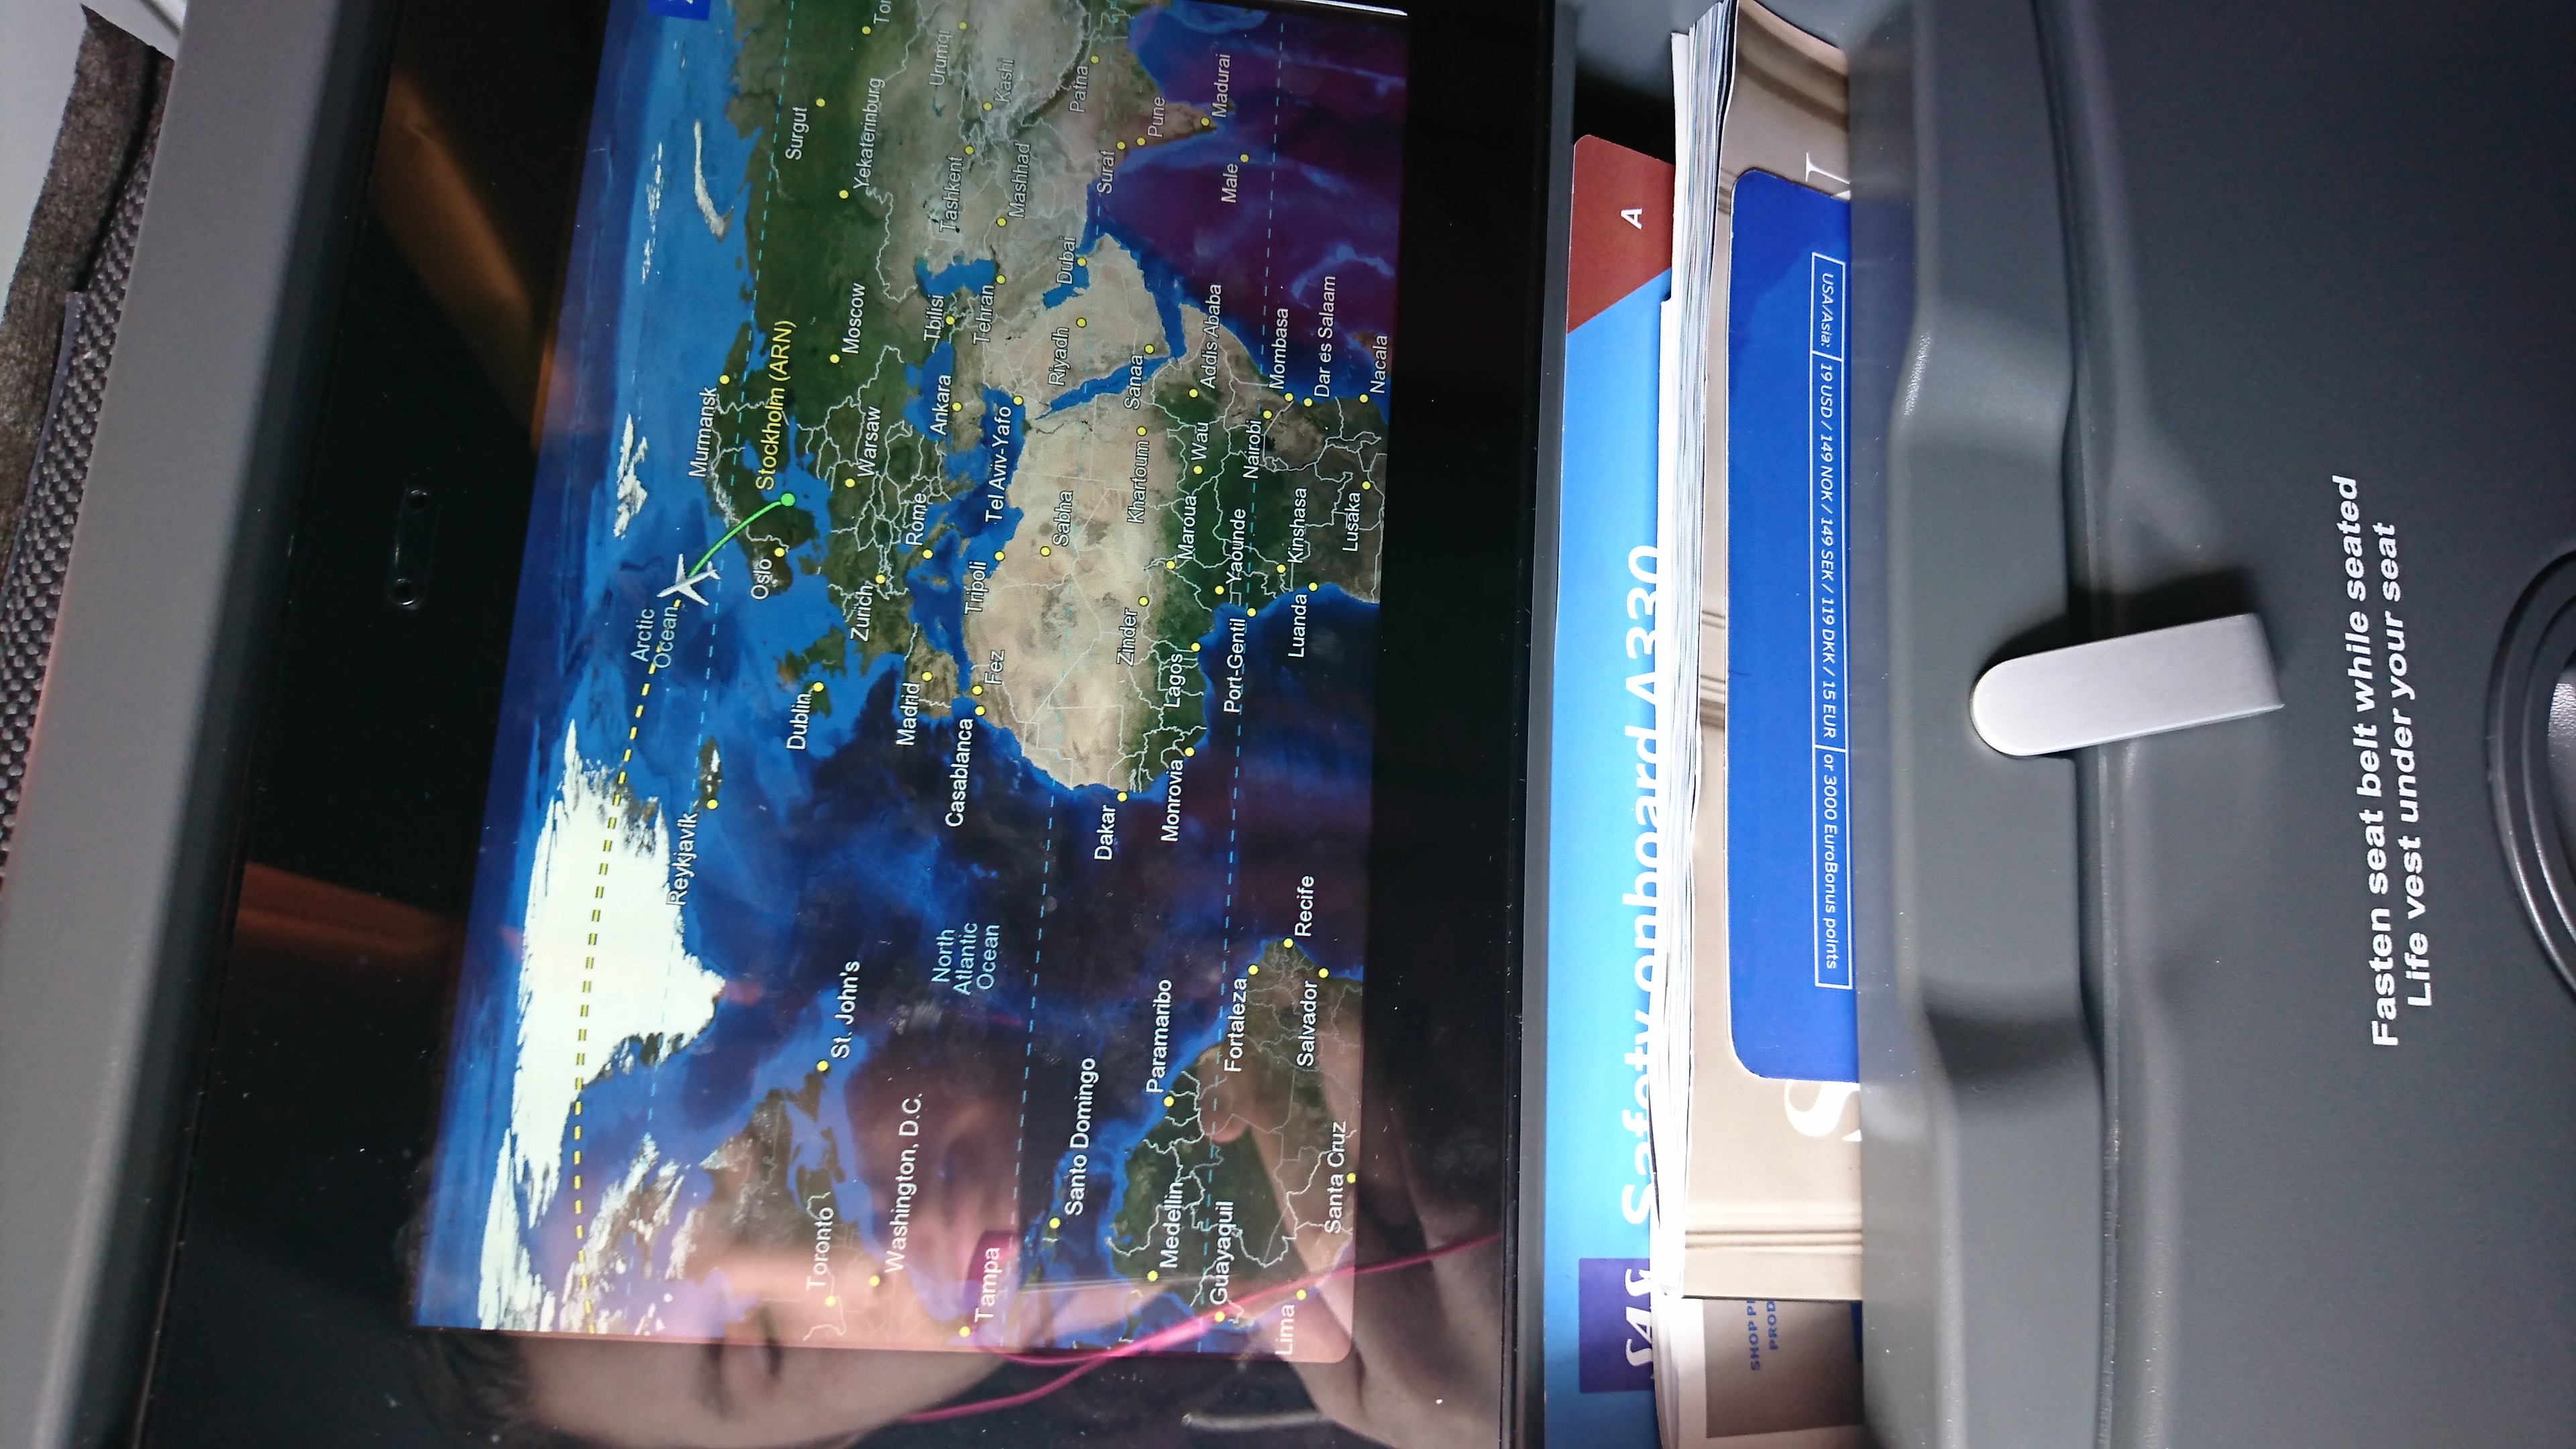 Arctic
Ocean
Reykjavík
Murmansk
Oslo
Stockholm (ARN)
Surgut
Dublin
Toronto
St. John's
Moscow
Yekaterinburg
Zurich
Warsaw
Washington, D.C.
Madrid
Rome
Ankara
Tbilisi
Tashkent
Urumqi
North
Atlantic
Ocean
Casablanca
Fez
Tripoli
Tel Aviv-Yafo
Tehran
Mashhad
Kashi
Tampa
Sabha
Riyadh
Dubai
Patna
Santo Domingo
Dakar
Zinder
Khartoum
Sanaa
Surat
Pune
Medellin
Paramaribo
Monrovia
Lagos
Maroua
Wau
Addis Ababa
Madurai
Male
Guayaquil
Fortaleza
Port-Gentil
Yaounde
Nairobi
Mombasa
Lima
Salvador
Recife
Luanda
Kinshasa
Dar es Salaam
Santa Cruz
Lusaka
Nacala
SAS
Safety onboard A330
A
SHOP
PROD
USA/Asia: 19 USD / 149 NOK / 149 SEK / 119 DKK / 15 EUR or 3000 EuroBonus points
Fasten seat belt while seated
Life vest under your seat